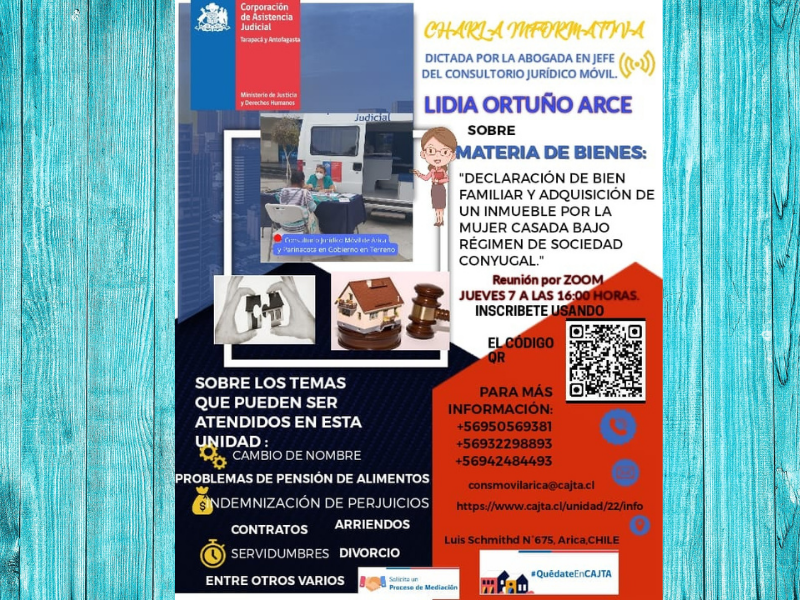 Corporación
de Asistencia
Judicial
Tarapacá y Antofagasta
Ministerio de Justicia
y Derechos Humanos
CHARLA INFORMATIVA
DICTADA POR LA ABOGADA EN JEFE
DEL CONSULTORIO JURÍDICO MÓVIL.
LIDIA ORTUÑO ARCE
SOBRE
MATERIA DE BIENES:
"DECLARACIÓN DE BIEN
FAMILIAR Y ADQUISICIÓN DE
UN INMUEBLE POR LA
MUJER CASADA BAJO
RÉGIMEN DE SOCIEDAD
CONYUGAL."
Judicial
Consultorio Jurídico Móvil de Arica
y Parinacota en Gobierno en Terreno
Reunión por ZOOM
JUEVES 7 A LAS 16:00 HORAS.
INSCRIBETE USANDO
EL CÓDIGO
QR
SOBRE LOS TEMAS
QUE PUEDEN SER
ATENDIDOS EN ESTA
UNIDAD :
CAMBIO DE NOMBRE
PROBLEMAS DE PENSIÓN DE ALIMENTOS
INDEMNIZACIÓN DE PERJUICIOS
CONTRATOS
ARRIENDOS
SERVIDUMBRES
DIVORCIO
ENTRE OTROS VARIOS
PARA MÁS
INFORMACIÓN:
+56950569381
+56932298893
+56942484493
consmovilarica@cajta.cl
https://www.cajta.cl/unidad/22/info
Luis Schmithd N°675, Arica,CHILE
Solicita un
Proceso de Mediación
#QuédateEnCAJTA